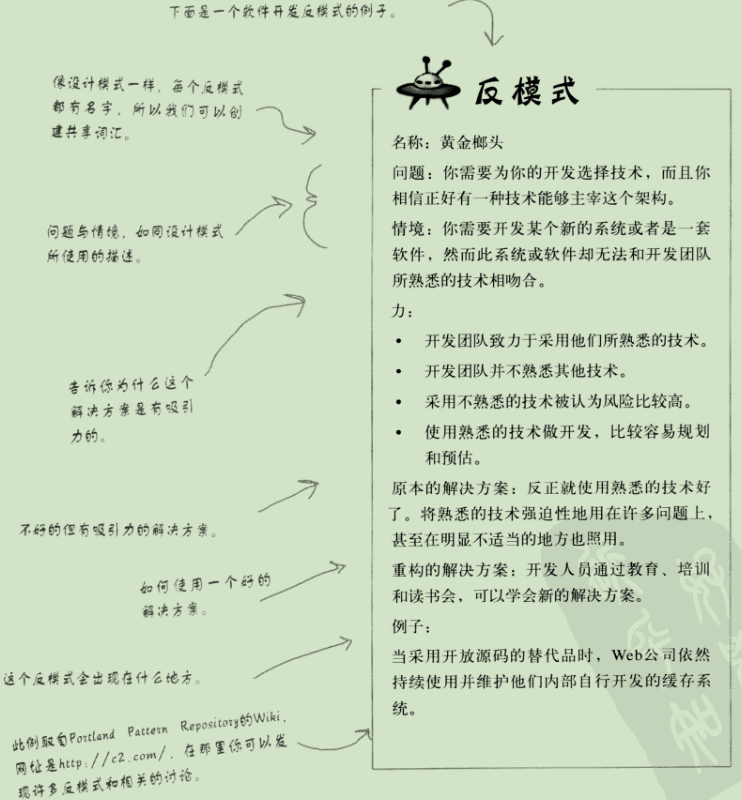 下面是一个软件开发反模式的例子。
像设计模式一样，每个反模式
都有名字，所以我们可以创
建共享词汇。
问题与情境，如同设计模式
所使用的描述。
告诉你为什么这个
解决方案是有吸引
力的。
不好的但有吸引力的解决方案。
如何使用一个好的
解决方案。
这个反模式会出现在什么地方。
此例取自Portland Pattern Repository的Wiki，
网址是http://c2.com/，在那里你可以发
现许多反模式和相关的讨论。
反模式
名称：黄金榔头
问题：你需要为你的开发选择技术，而且你
相信正好有一种技术能够主宰这个架构。
情境：你需要开发某个新的系统或者是一套
软件，然而此系统或软件却无法和开发团队
所熟悉的技术相吻合。
力：
• 开发团队致力于采用他们所熟悉的技术。
• 开发团队并不熟悉其他技术。
• 采用不熟悉的技术被认为风险比较高。
• 使用熟悉的技术做开发，比较容易规划
和预估。
原本的解决方案：反正就使用熟悉的技术好
了。将熟悉的技术强迫性地用在许多问题上，
甚至在明显不适当的地方也照用。
重构的解决方案：开发人员通过教育、培训
和读书会，可以学会新的解决方案。
例子：
当采用开放源码的替代品时，Web公司依然
持续使用并维护他们内部自行开发的缓存系
统。